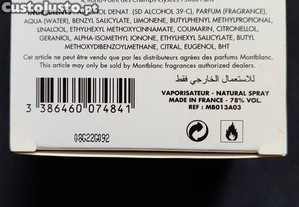 custojusto.pt
ALCOHOL DENAT. (SD ALCOHOL 39-C), PARFUM (FRAGRANCE),
AQUA (WATER), BENZYL SALICYLATE, LIMONENE, BUTYLPHENYL METHYLPROPIONAL,
LINALOOL, ETHYLHEXYL METHOXYCINNAMATE, COUMARIN, CITRONELLOL,
GERANIOL, ALPHA-ISOMETHYL IONONE, ETHYLHEXYL SALICYLATE, BUTYL
METHOXYDIBENZOYLMETHANE, CITRAL, EUGENOL, BHT
Cet article ne peut être vendu que par les distributeurs agréés des parfums Montblanc.
This item may only be sold by Montblanc fragrances authorized dealers.
للاستعمال الخارجي فقط
VAPORISATEUR - NATURAL SPRAY
MADE IN FRANCE - 78% VOL.
REF : MB013A03
3 386460 074841